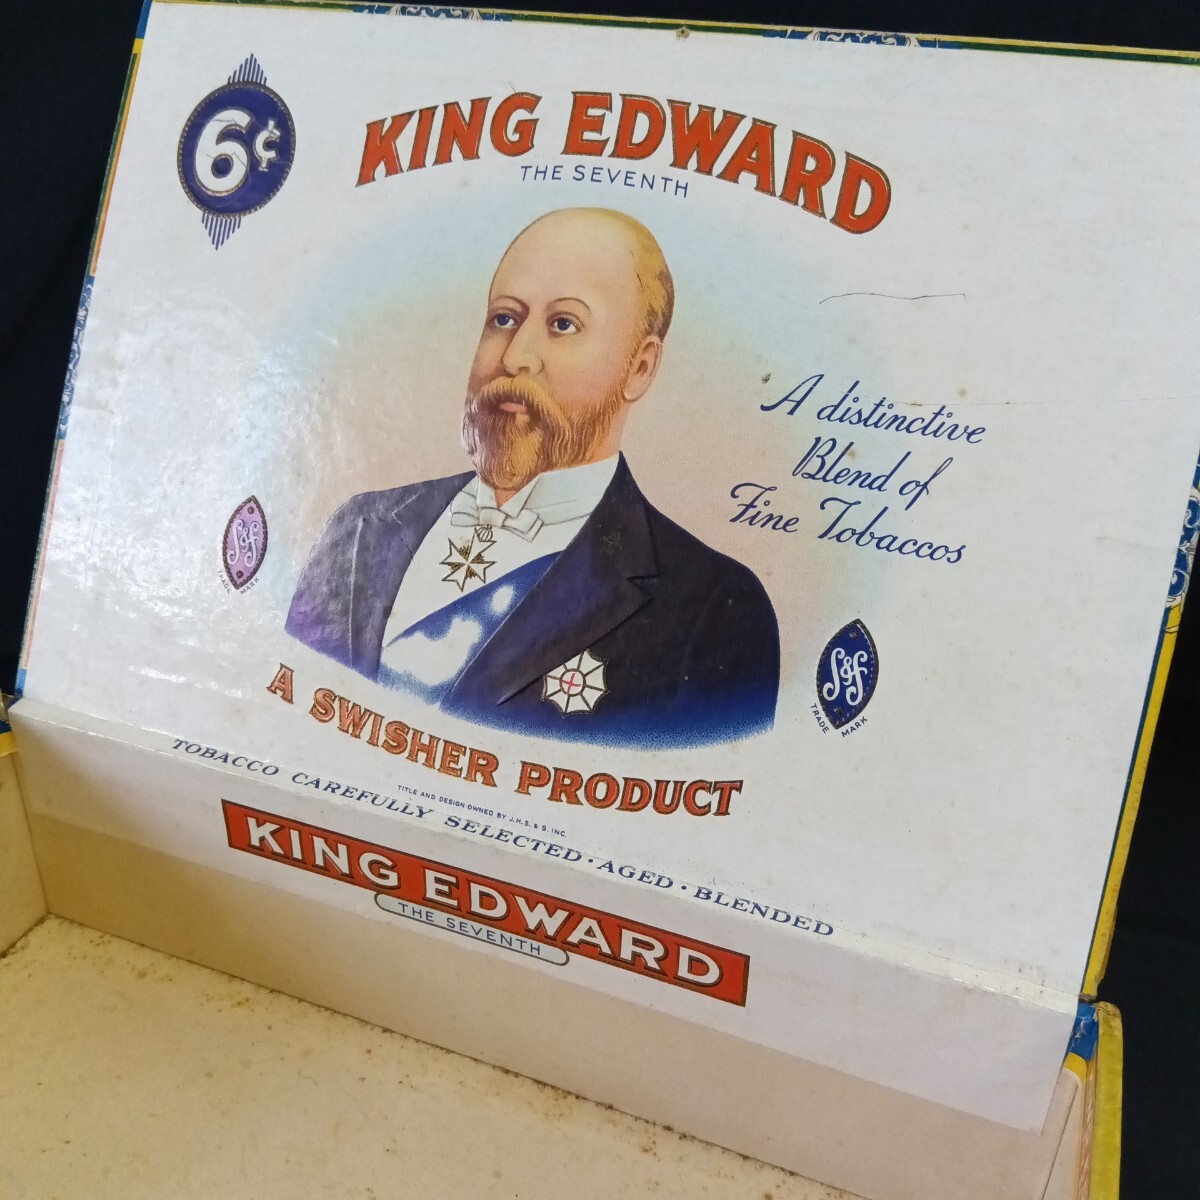 6¢
KING EDWARD
THE SEVENTH
A distinctive
Blend of
Fine Tobaccos
J&S
TRADE MARK
J&S
TRADE MARK
A SWISHER PRODUCT
TITLE AND DESIGN OWNED BY J.H.S. & S. INC.
TOBACCO CAREFULLY SELECTED · AGED · BLENDED
KING EDWARD
THE SEVENTH